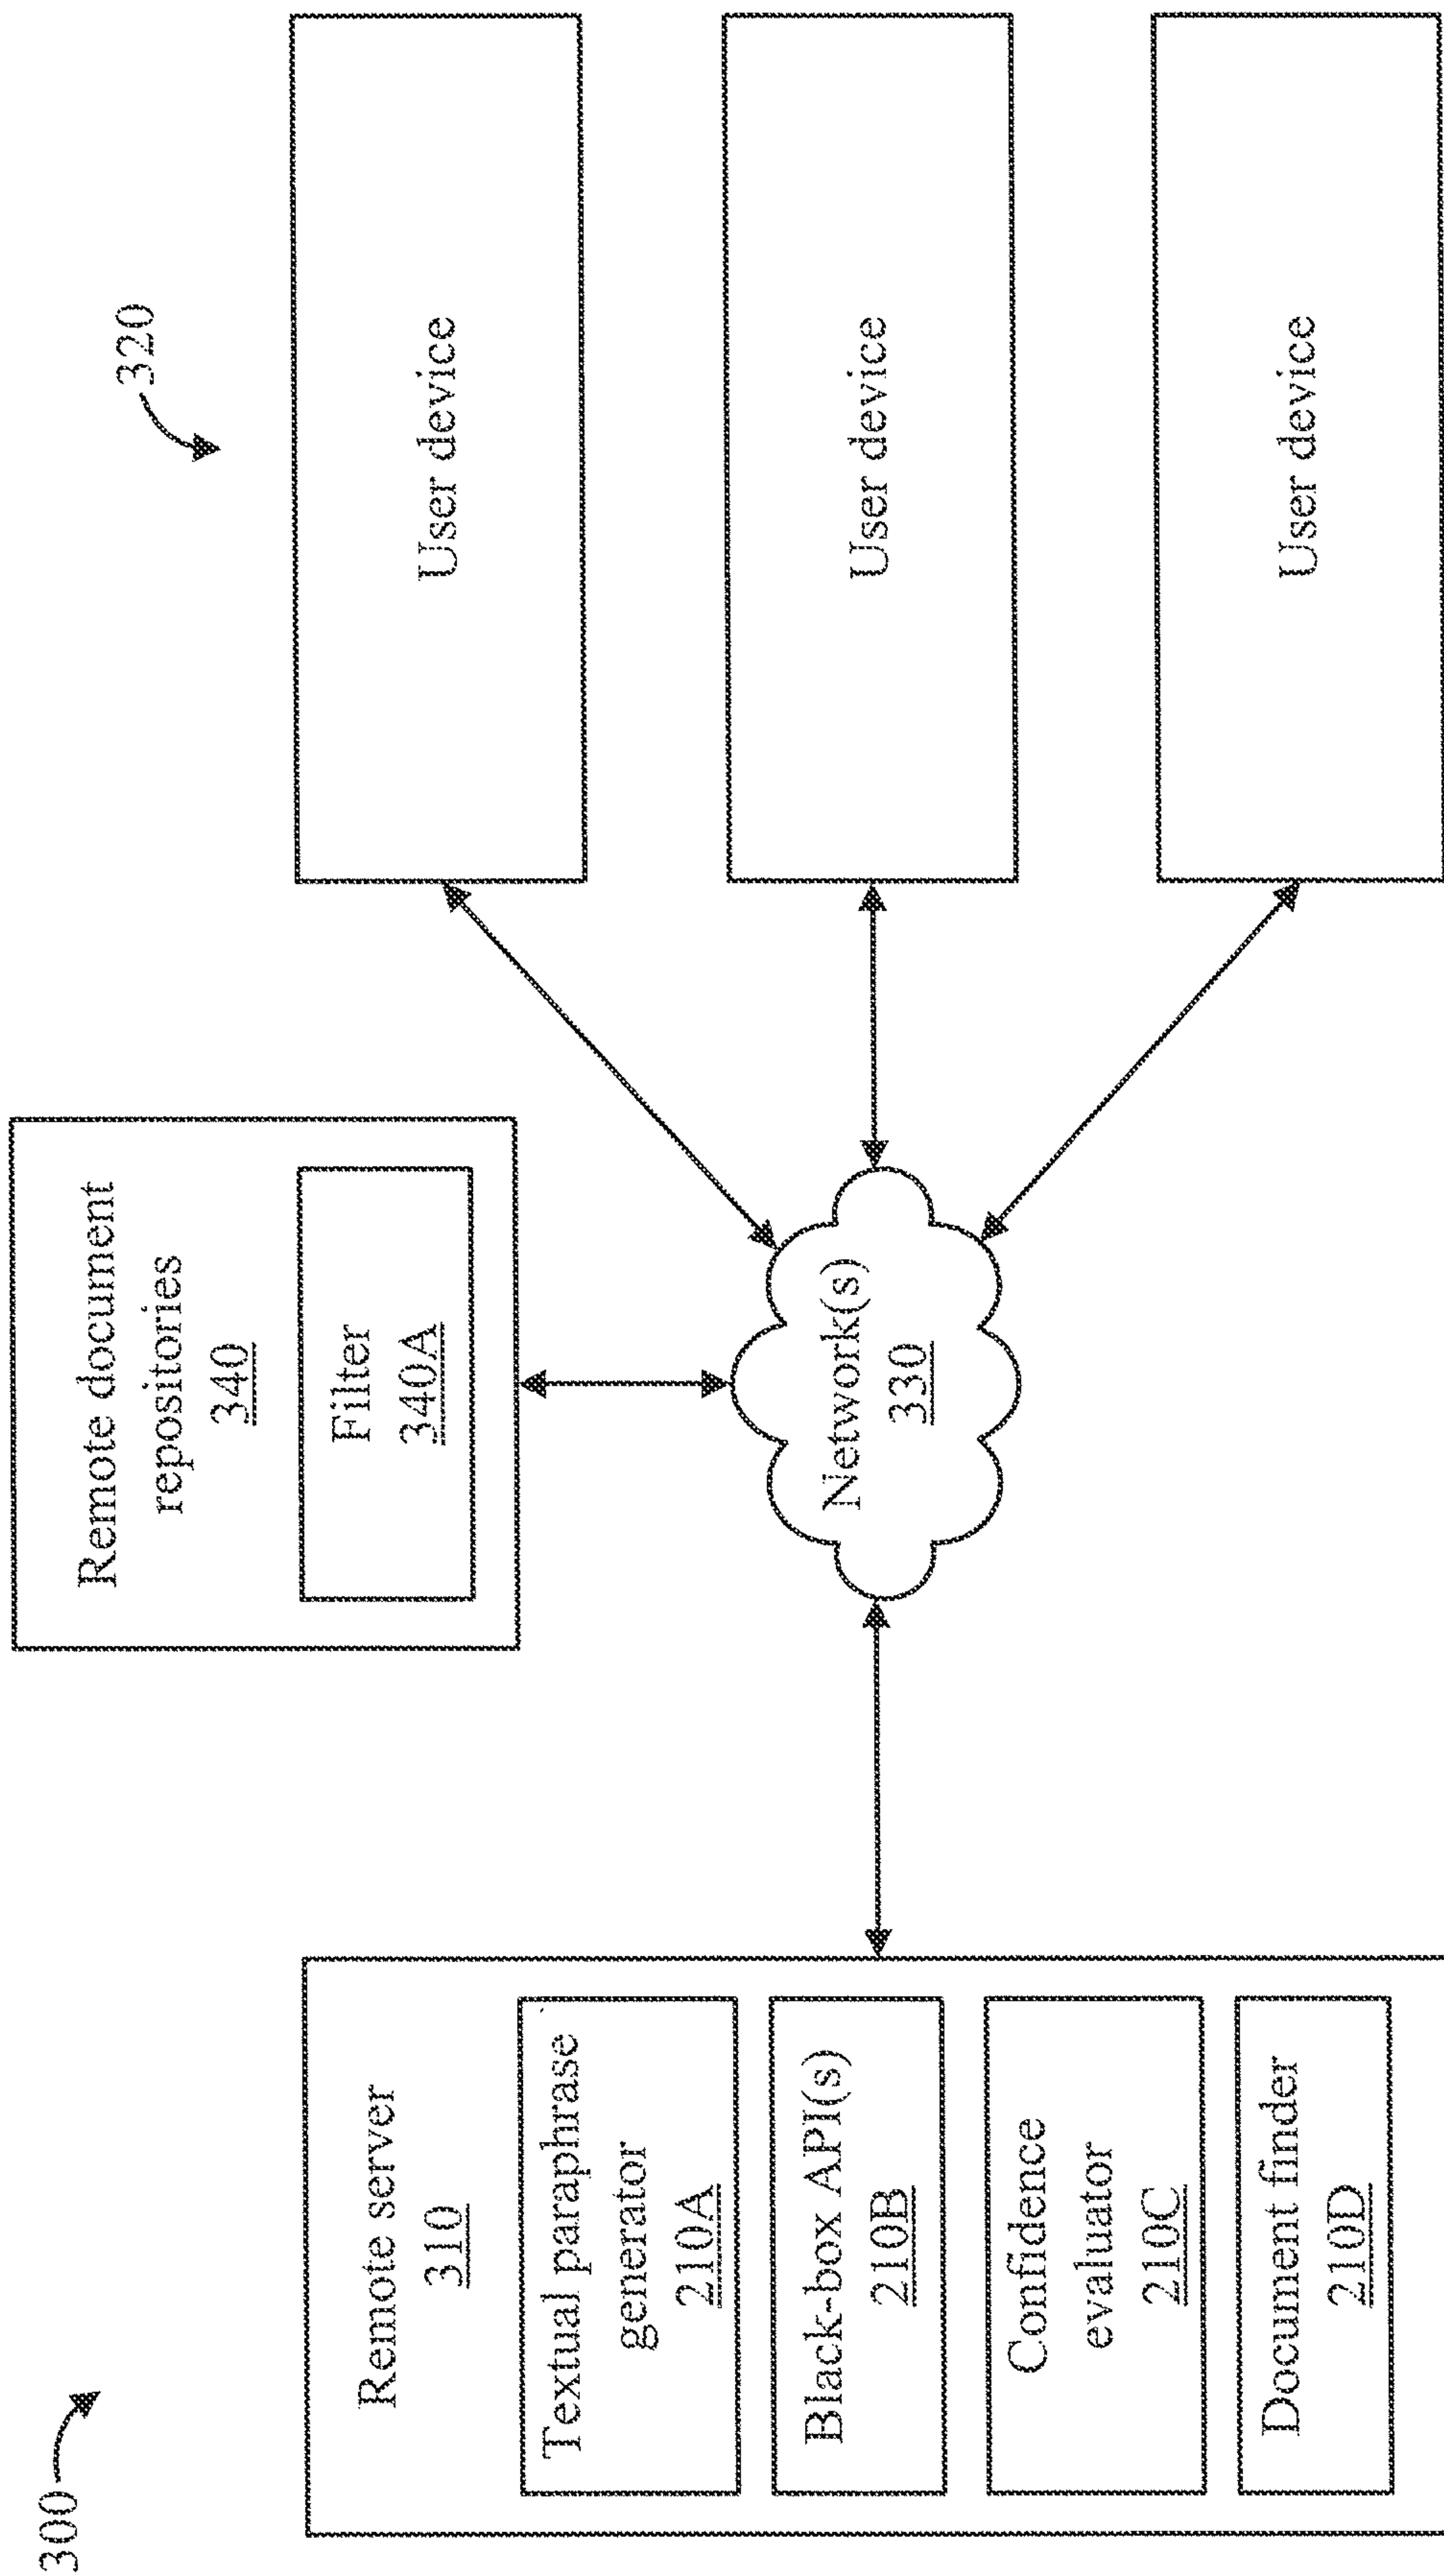 300
Remote server
310
Textual paraphrase
generator
210A
Black-box API(s)
210B
Confidence
evaluator
210C
Document finder
210D
Remote document
repositories
340
Filter
340A
Network(s)
330
320
User device
User device
User device